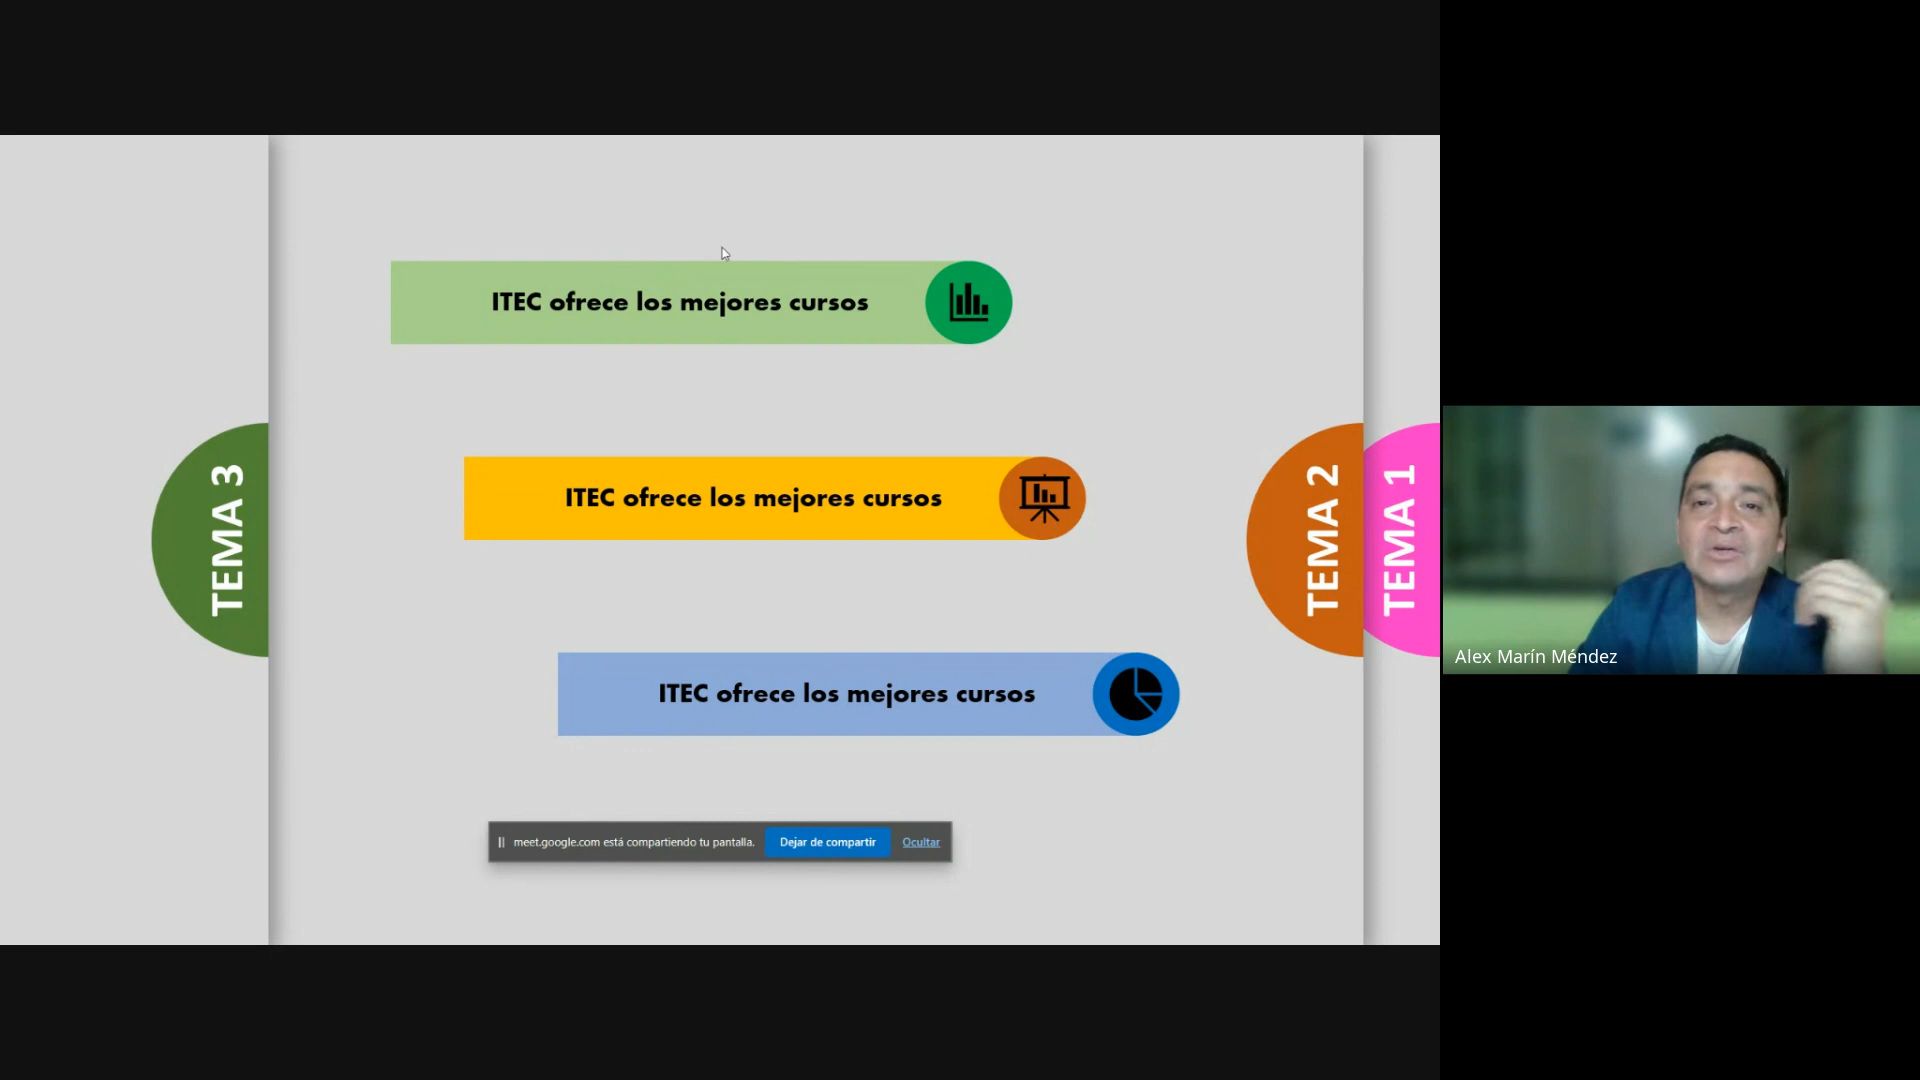 ITEC ofrece los mejores cursos
ITEC ofrece los mejores cursos
ITEC ofrece los mejores cursos
TEMA 3
TEMA 2
TEMA 1
meet.google.com está compartiendo tu pantalla. Dejar de compartir Ocultar
Alex Marín Méndez